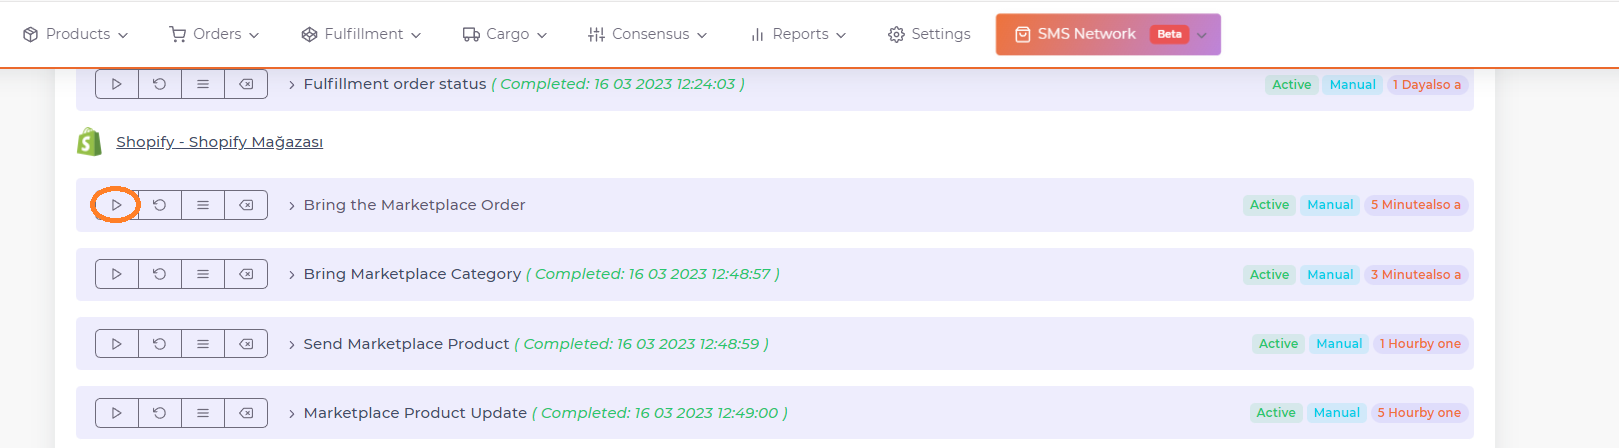 Products Orders Fulfillment Cargo Consensus Reports Settings SMS Network Beta
Fulfillment order status ( Completed: 16 03 2023 12:24:03 ) Active Manual 1 Dayalso a
Shopify - Shopify Mağazası
Bring the Marketplace Order Active Manual 5 Minutealso a
Bring Marketplace Category ( Completed: 16 03 2023 12:48:57 ) Active Manual 3 Minutealso a
Send Marketplace Product ( Completed: 16 03 2023 12:48:59 ) Active Manual 1 Hourby one
Marketplace Product Update ( Completed: 16 03 2023 12:49:00 ) Active Manual 5 Hourby one